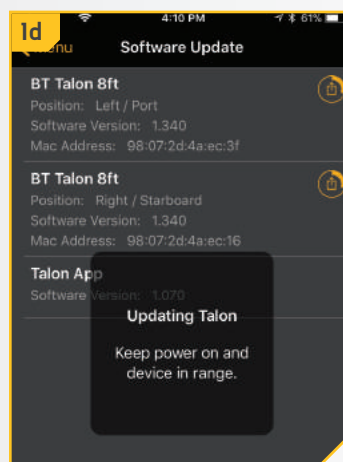 1d
4:10 PM
61%
Menu
Software Update
BT Talon 8ft
Position: Left / Port
Software Version: 1.340
Mac Address: 98:07:2d:4a:ec:3f
BT Talon 8ft
Position: Right / Starboard
Software Version: 1.340
Mac Address: 98:07:2d:4a:ec:16
Talon App
Software Version: 1.070
Updating Talon
Keep power on and
device in range.